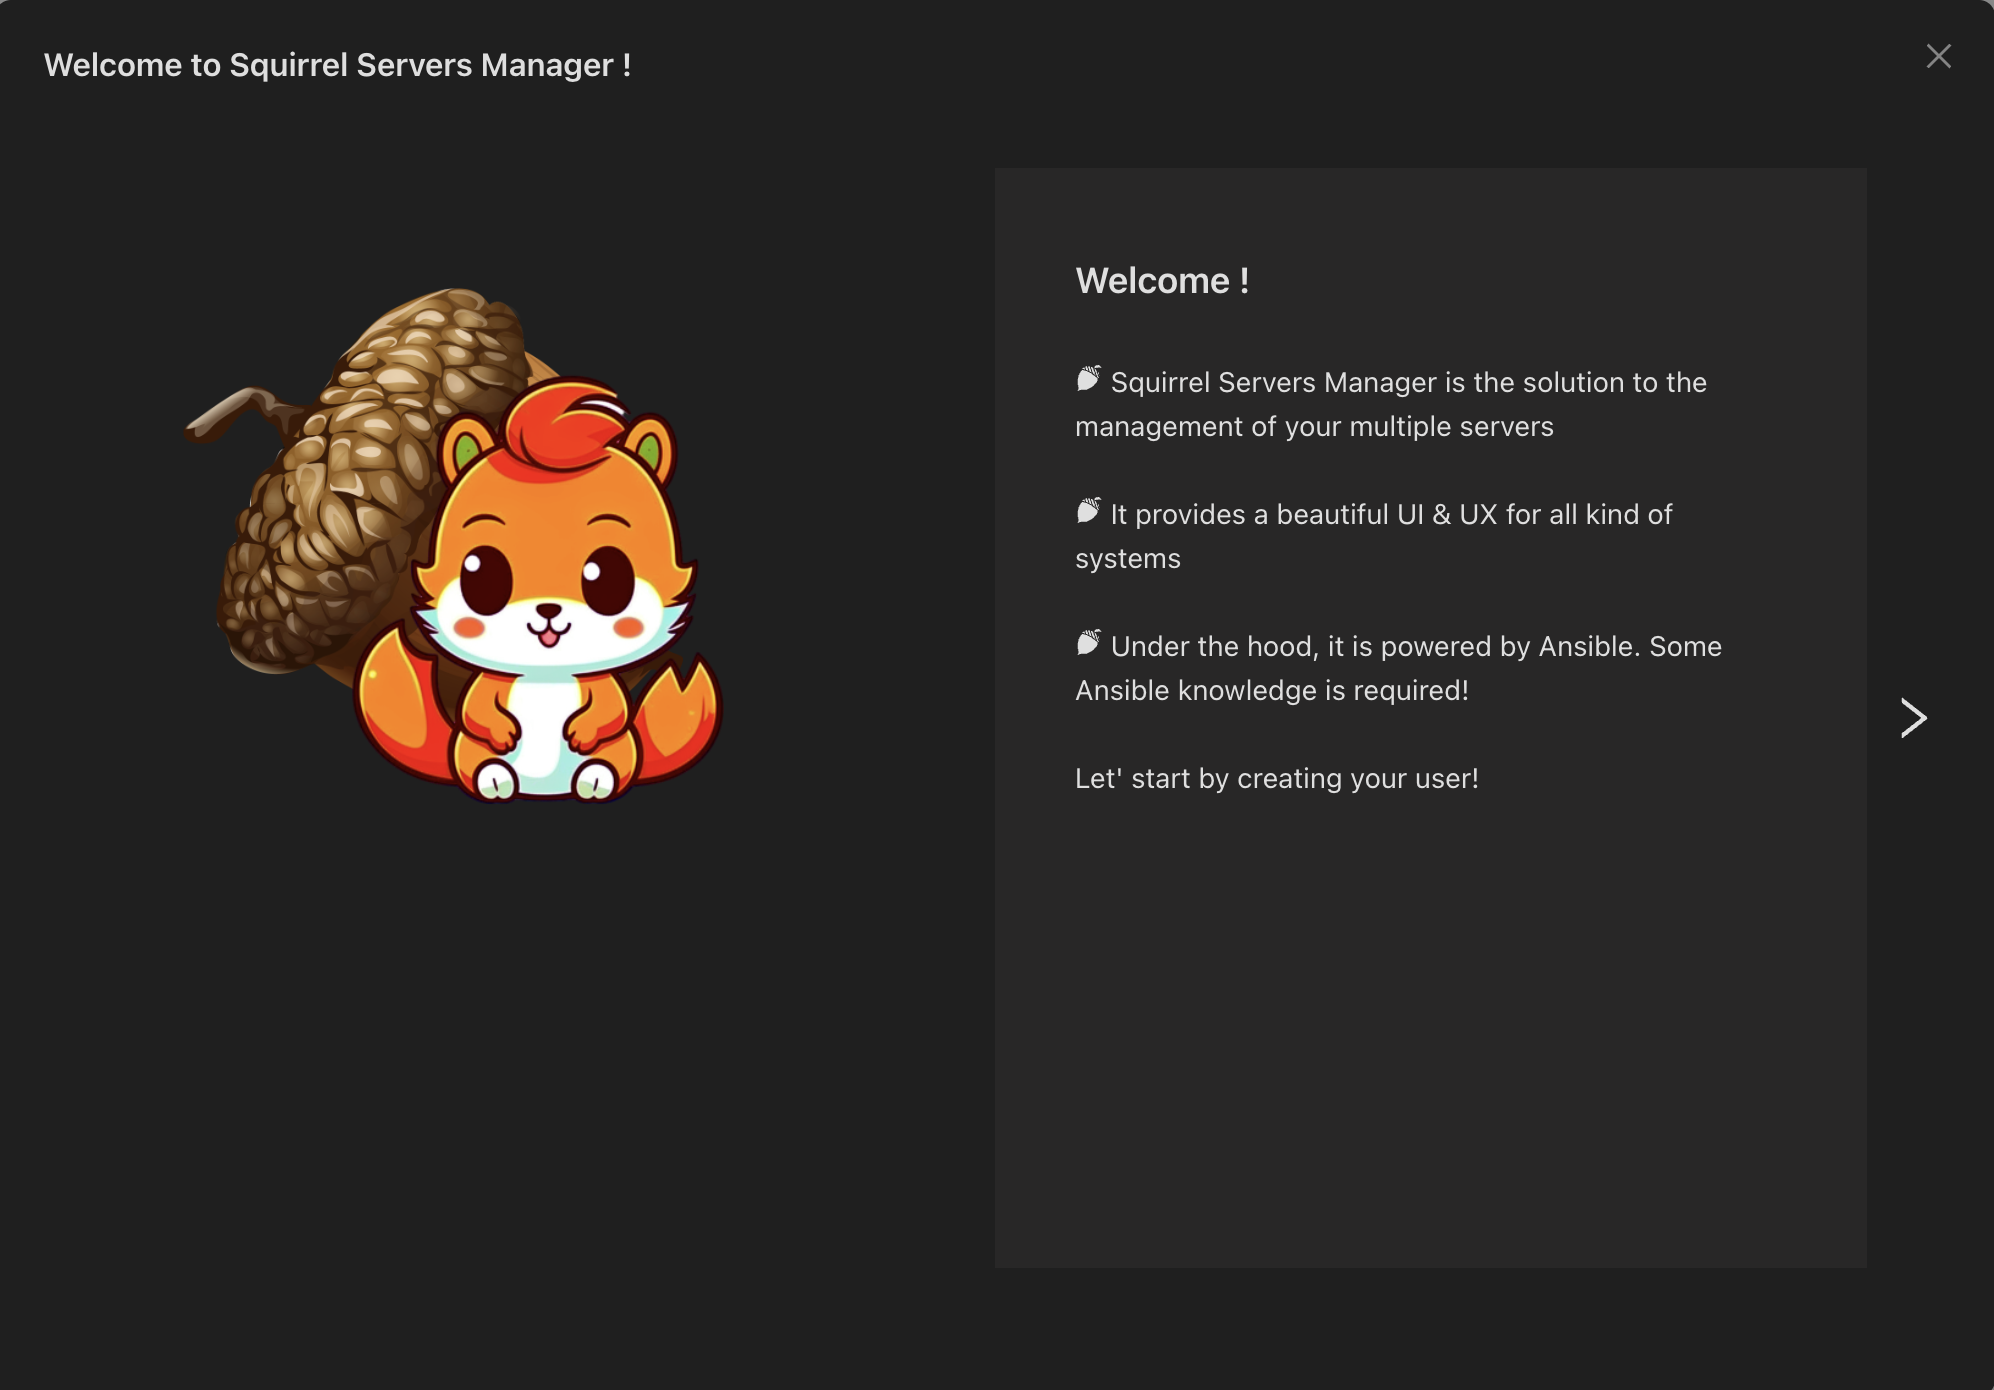 Welcome to Squirrel Servers Manager !
Welcome !
Squirrel Servers Manager is the solution to the
management of your multiple servers
It provides a beautiful UI & UX for all kind of
systems
Under the hood, it is powered by Ansible. Some
Ansible knowledge is required!
Let' start by creating your user!